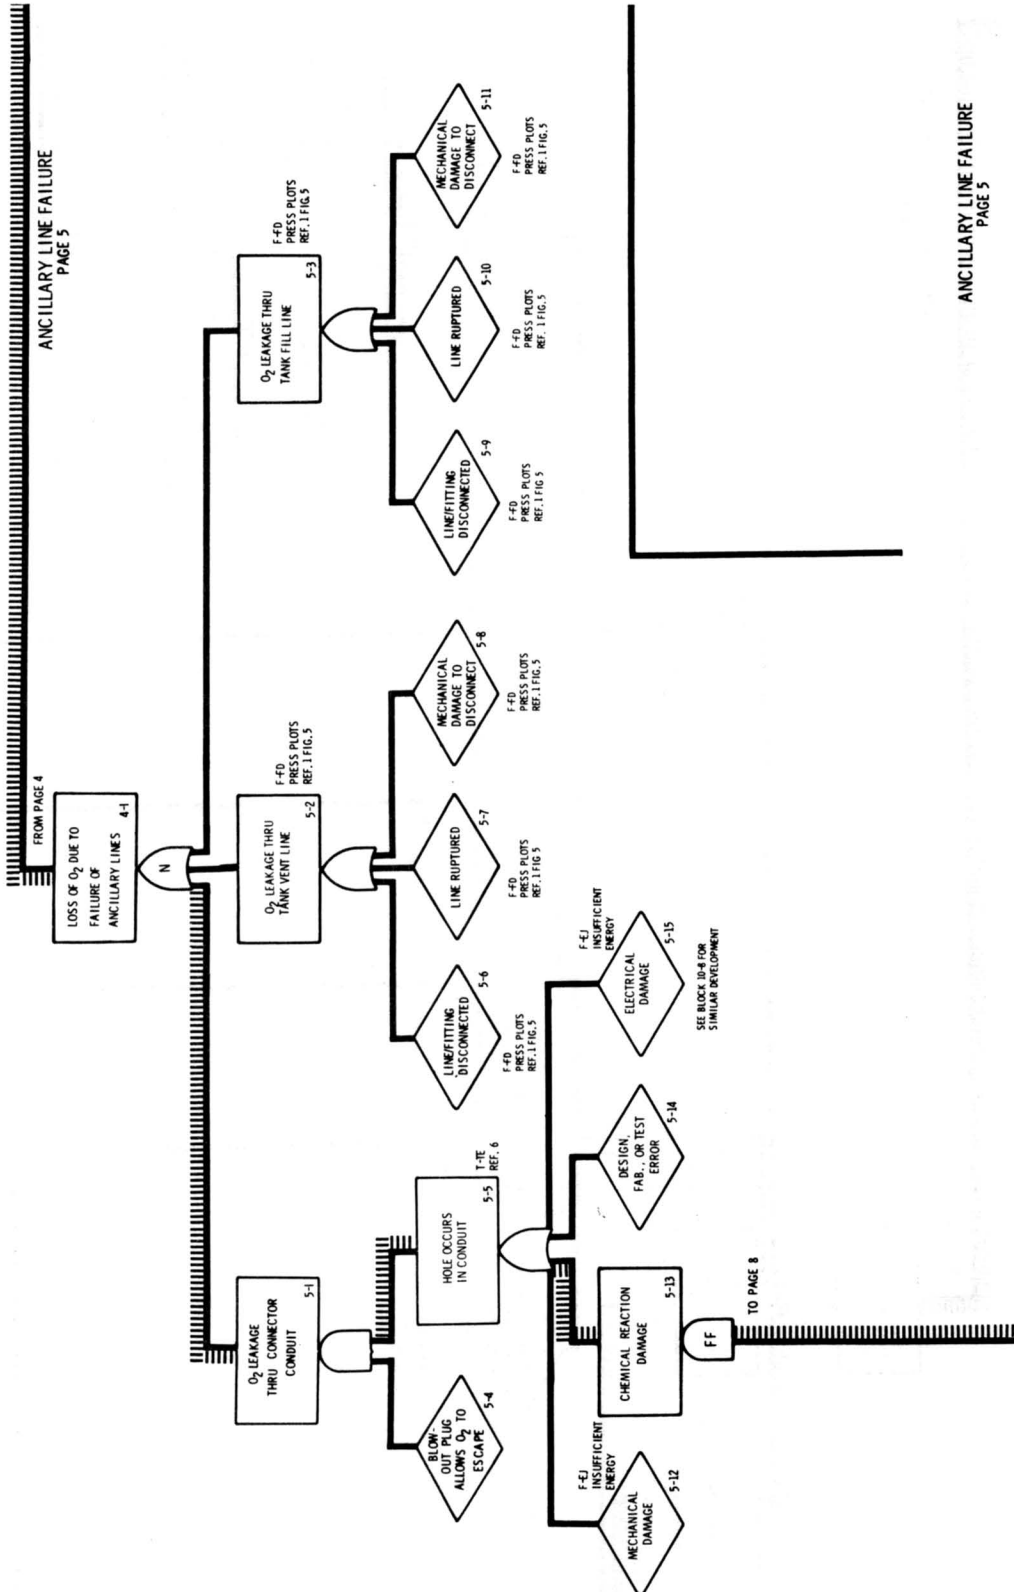 ANCILLARY LINE FAILURE
PAGE 5
FROM PAGE 4
LOSS OF O2 DUE TO
FAILURE OF
ANCILLARY LINES
4-1
N
O2 LEAKAGE
THRU CONNECTOR
CONDUIT
5-1
O2 LEAKAGE THRU
TANK VENT LINE
5-2
F-FD
PRESS PLOTS
REF. 1 FIG. 5
O2 LEAKAGE THRU
TANK FILL LINE
5-3
F-FD
PRESS PLOTS
REF. 1 FIG. 5
BLOW-
OUT PLUG
ALLOWS O2 TO
ESCAPE
5-4
HOLE OCCURS
IN CONDUIT
5-5
T-TE
REF. 6
LINE/FITTING
DISCONNECTED
5-6
F-FD
PRESS PLOTS
REF. 1 FIG. 5
LINE RUPTURED
5-7
F-FD
PRESS PLOTS
REF. 1 FIG 5
MECHANICAL
DAMAGE TO
DISCONNECT
5-8
F-FD
PRESS PLOTS
REF. 1 FIG. 5
LINE/FITTING
DISCONNECTED
5-9
F-FD
PRESS PLOTS
REF. 1 FIG 5
LINE RUPTURED
5-10
F-FD
PRESS PLOTS
REF. 1 FIG. 5
MECHANICAL
DAMAGE TO
DISCONNECT
5-11
F-FD
PRESS PLOTS
REF. 1 FIG. 5
F-EJ
INSUFFICIENT
ENERGY
MECHANICAL
DAMAGE
5-12
CHEMICAL REACTION
DAMAGE
5-13
FF
TO PAGE 8
DESIGN,
FAB., OR TEST
ERROR
5-14
F-EJ
INSUFFICIENT
ENERGY
ELECTRICAL
DAMAGE
5-15
SEE BLOCK 10-8 FOR
SIMILAR DEVELOPMENT
ANCILLARY LINE FAILURE
PAGE 5